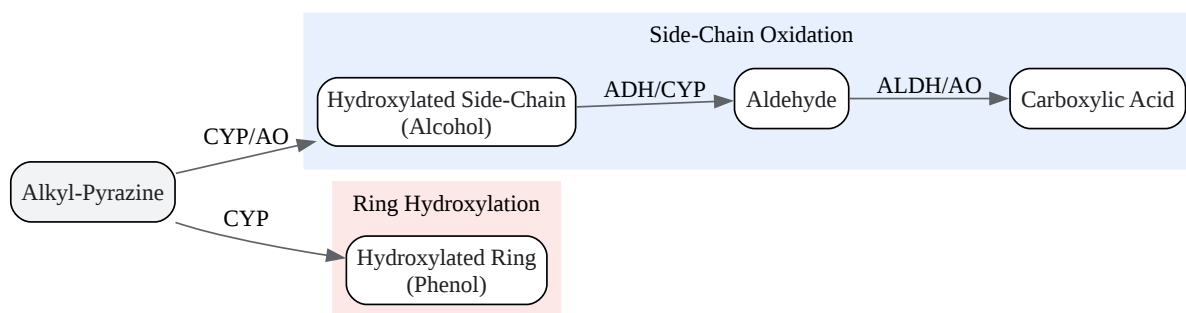 Side-Chain Oxidation
Hydroxylated Side-Chain
(Alcohol)
ADH/CYP
Aldehyde
ALDH/AO
Carboxylic Acid
CYP/AO
Alkyl-Pyrazine
CYP
Ring Hydroxylation
Hydroxylated Ring
(Phenol)